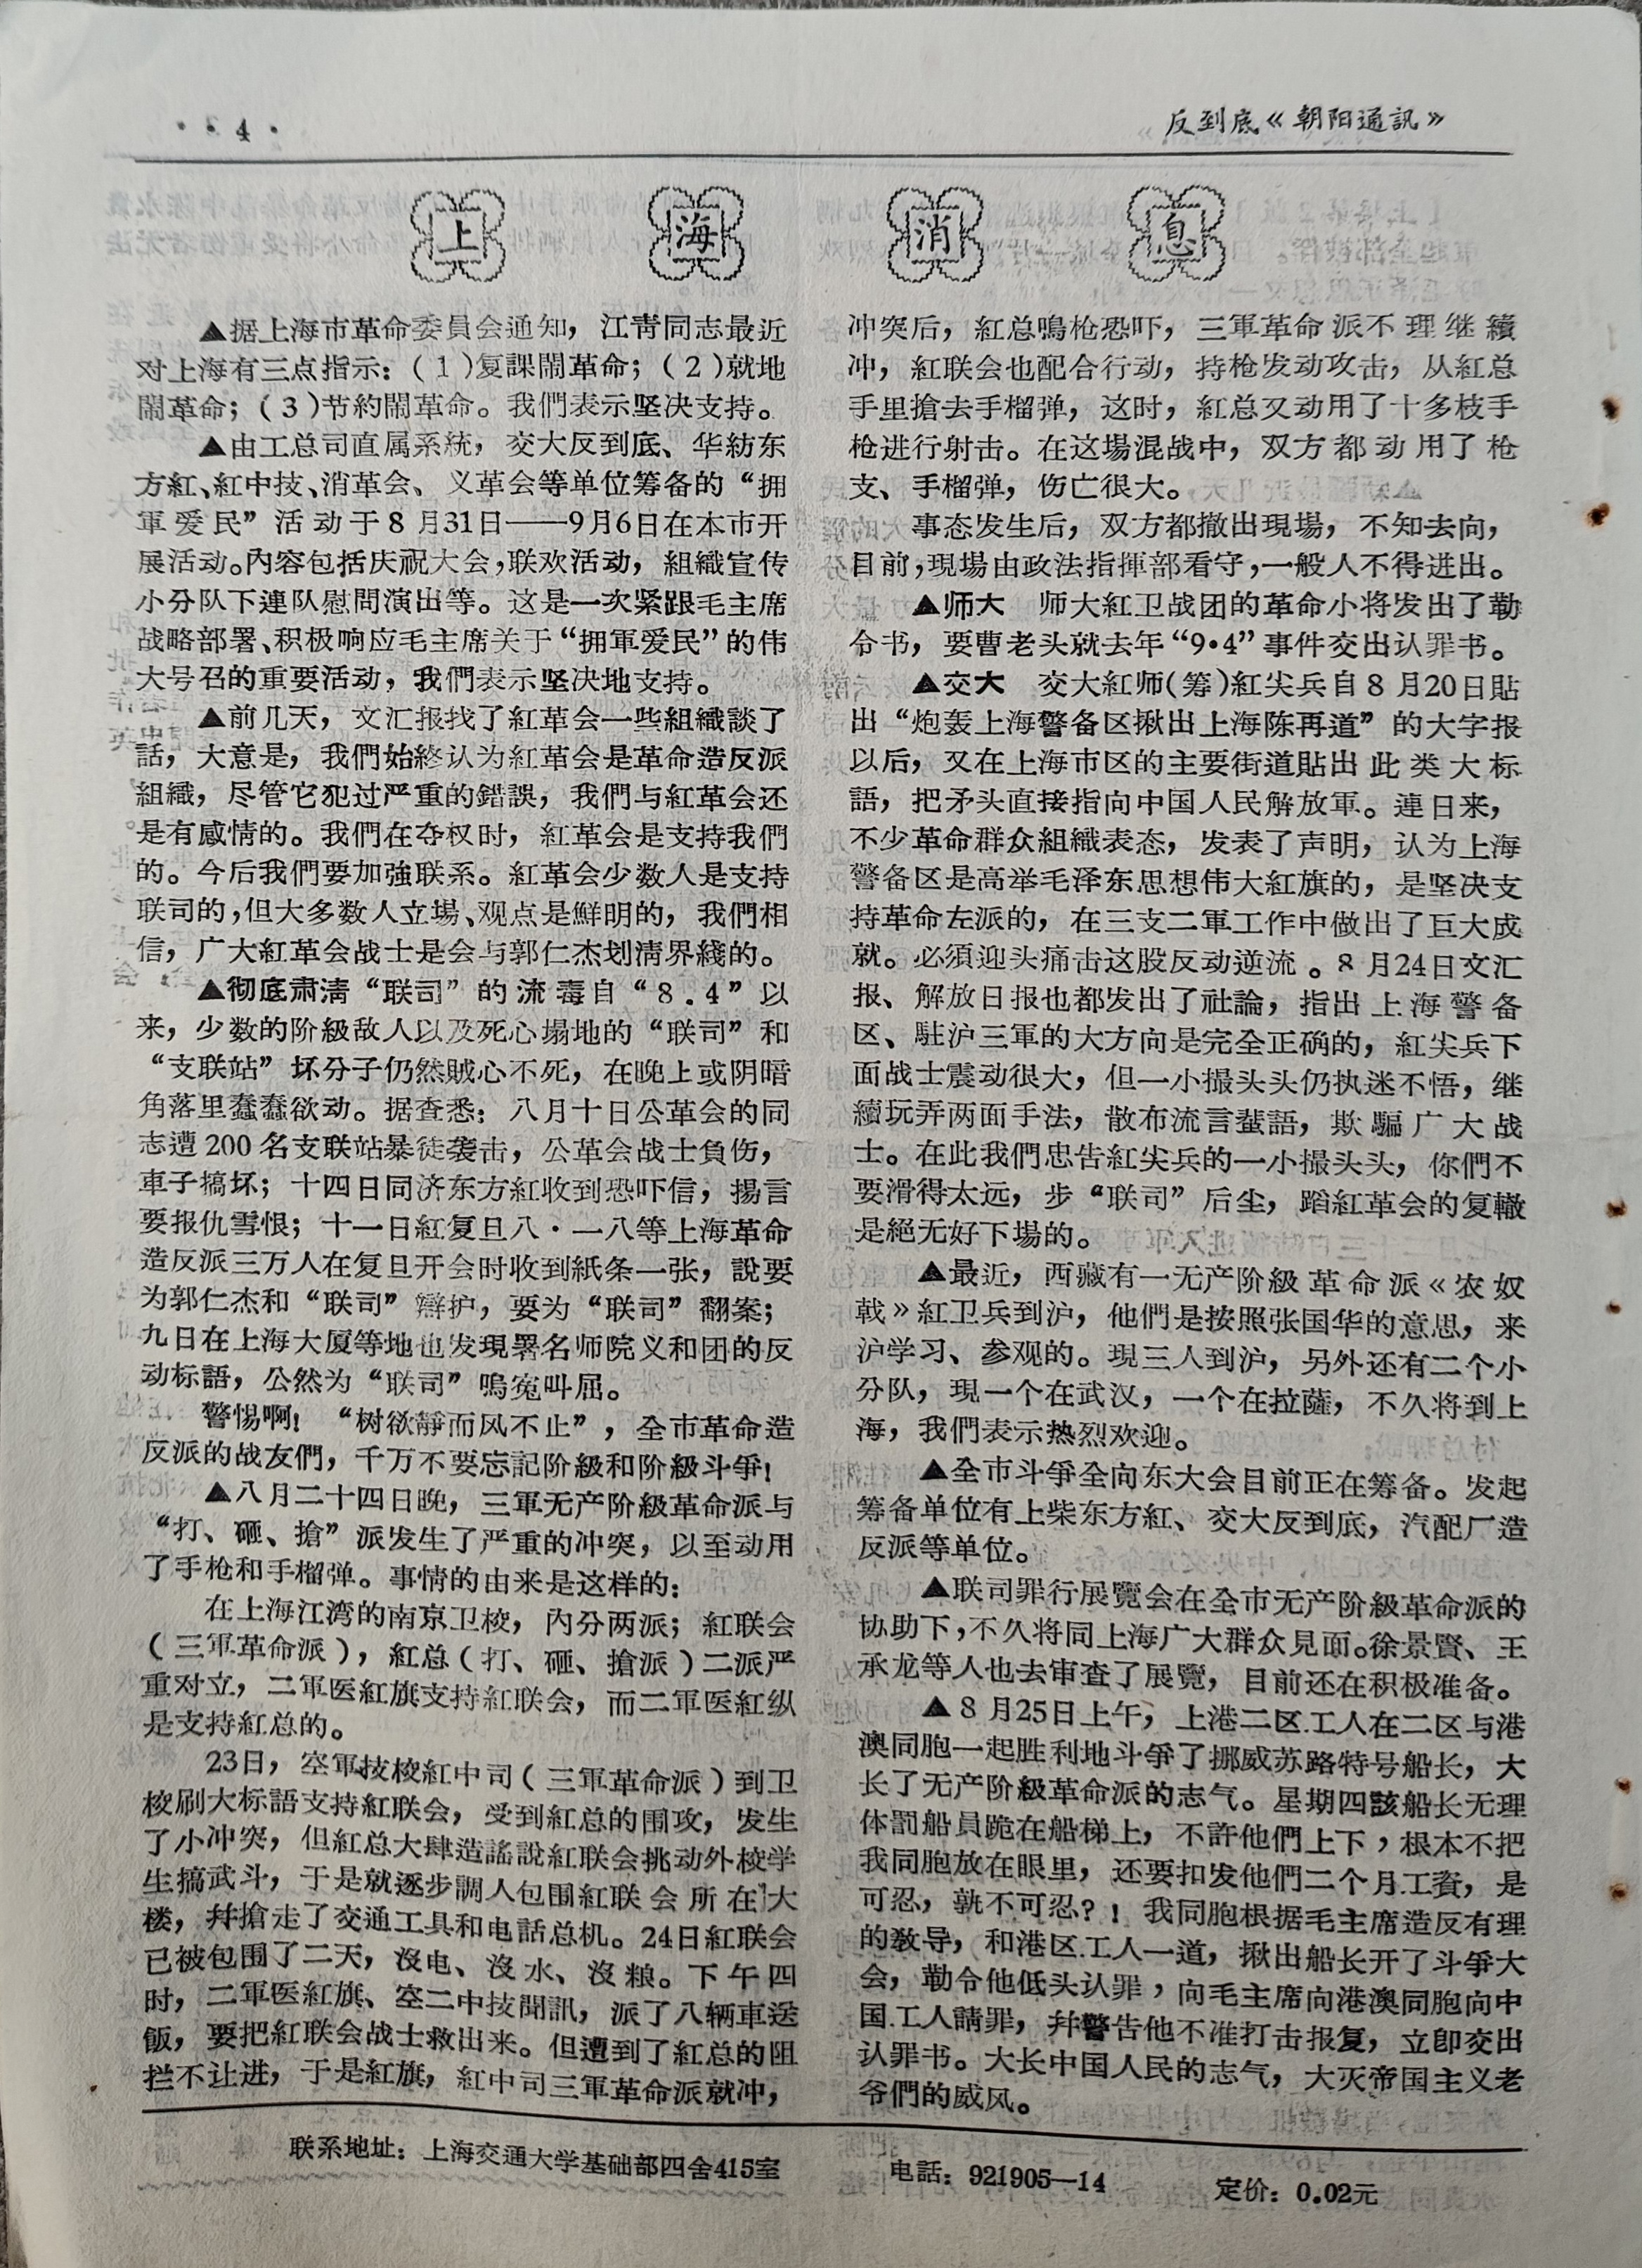 · · 4 ·
反到底《朝阳通訊》
上海消息
▲据上海市革命委員会通知，江青同志最近
对上海有三点指示：(1)复課鬧革命；(2)就地
鬧革命；(3)节約鬧革命。我們表示坚决支持。
▲由工总司直属系統，交大反到底、华紡东
方紅、紅中技、消革会、义革会等单位筹备的“拥
軍爱民”活动于8月31日——9月6日在本市开
展活动。內容包括庆祝大会，联欢活动，組織宣传
小分队下連队慰問演出等。这是一次紧跟毛主席
战略部署、积极响应毛主席关于“拥軍爱民”的伟
大号召的重要活动，我們表示坚决地支持。
▲前几天，文汇报找了紅革会一些組織談了
話，大意是，我們始終认为紅革会是革命造反派
組織，尽管它犯过严重的錯誤，我們与紅革会还
是有感情的。我們在夺权时，紅革会是支持我們
的。今后我們要加強联系。紅革会少数人是支持
联司的，但大多数人立場、观点是鮮明的，我們相
信，广大紅革会战士是会与郭仁杰划淸界綫的。
▲彻底肃淸“联司”的流毒自“8.4”以
来，少数的阶級敌人以及死心塌地的“联司”和
“支联站”坏分子仍然賊心不死，在晚上或阴暗
角落里蠢蠢欲动。据查悉：八月十日公革会的同
志遭200名支联站暴徒袭击，公革会战士負伤，
車子搞坏；十四日同济东方紅收到恐吓信，揚言
要报仇雪恨；十一日紅复旦八·一八等上海革命
造反派三万人在复旦开会时收到紙条一张，說要
为郭仁杰和“联司”辯护，要为“联司”翻案；
九日在上海大厦等地也发現署名师院义和团的反
动标語，公然为“联司”嗚寃叫屈。
警惕啊！“树欲靜而风不止”，全市革命造
反派的战友們，千万不要忘記阶級和阶級斗爭！
▲八月二十四日晚，三軍无产阶級革命派与
“打、砸、搶”派发生了严重的冲突，以至动用
了手枪和手榴弹。事情的由来是这样的：
在上海江湾的南京卫校，內分两派；紅联会
（三軍革命派），紅总（打、砸、搶派）二派严
重对立，二軍医紅旗支持紅联会，而二軍医紅纵
是支持紅总的。
23日，空軍技校紅中司（三軍革命派）到卫
校刷大标語支持紅联会，受到紅总的围攻，发生
了小冲突，但紅总大肆造謠說紅联会挑动外校学
生搞武斗，于是就逐步調人包围紅联会所在大
楼，幷搶走了交通工具和电話总机。24日紅联会
已被包围了二天，沒电、沒水、沒粮。下午四
时，二軍医紅旗、空二中技聞訊，派了八辆車送
飯，要把紅联会战士救出来。但遭到了紅总的阻
拦不让进，于是紅旗，紅中司三軍革命派就冲，
冲突后，紅总鳴枪恐吓，三軍革命派不理继續
冲，紅联会也配合行动，持枪发动攻击，从紅总
手里搶去手榴弹，这时，紅总又动用了十多枝手
枪进行射击。在这場混战中，双方都动用了枪
支、手榴弹，伤亡很大。
事态发生后，双方都撤出現場，不知去向，
目前，現場由政法指揮部看守，一般人不得进出。
▲师大　师大紅卫战团的革命小将发出了勒
令书，要曹老头就去年“9·4”事件交出认罪书。
▲交大　交大紅师(筹)紅尖兵自8月20日貼
出“炮轰上海警备区揪出上海陈再道”的大字报
以后，又在上海市区的主要街道貼出此类大标
語，把矛头直接指向中国人民解放軍。連日来，
不少革命群众組織表态，发表了声明，认为上海
警备区是高举毛泽东思想伟大紅旗的，是坚决支
持革命左派的，在三支二軍工作中做出了巨大成
就。必須迎头痛击这股反动逆流。8月24日文汇
报、解放日报也都发出了社論，指出上海警备
区、駐沪三軍的大方向是完全正确的，紅尖兵下
面战士震动很大，但一小撮头头仍执迷不悟，继
續玩弄两面手法，散布流言蜚語，欺騙广大战
士。在此我們忠告紅尖兵的一小撮头头，你們不
要滑得太远，步“联司”后尘，蹈紅革会的复轍
是絕无好下場的。
▲最近，西藏有一无产阶級革命派《农奴
戟》紅卫兵到沪，他們是按照张国华的意思，来
沪学习、参观的。現三人到沪，另外还有二个小
分队，現一个在武汉，一个在拉薩，不久将到上
海，我們表示热烈欢迎。
▲全市斗爭全向东大会目前正在筹备。发起
筹备单位有上柴东方紅、交大反到底，汽配厂造
反派等单位。
▲联司罪行展覽会在全市无产阶級革命派的
协助下，不久将同上海广大群众見面。徐景賢、王
承龙等人也去审查了展覽，目前还在积极准备。
▲8月25日上午，上港二区工人在二区与港
澳同胞一起胜利地斗爭了挪威苏路特号船长，大
长了无产阶級革命派的志气。星期四該船长无理
体罰船員跪在船梯上，不許他們上下，根本不把
我同胞放在眼里，还要扣发他們二个月工資，是
可忍，孰不可忍？！我同胞根据毛主席造反有理
的敎导，和港区工人一道，揪出船长开了斗爭大
会，勒令他低头认罪，向毛主席向港澳同胞向中
国工人請罪，幷警告他不准打击报复，立卽交出
认罪书。大长中国人民的志气，大灭帝国主义老
爷們的威风。
联系地址：上海交通大学基础部四舍415室
电話：921905—14
定价：0.02元